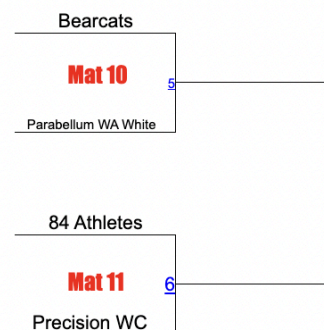 Bearcats
Mat 10
5
Parabellum WA White
84 Athletes
Mat 11
6
Precision WC